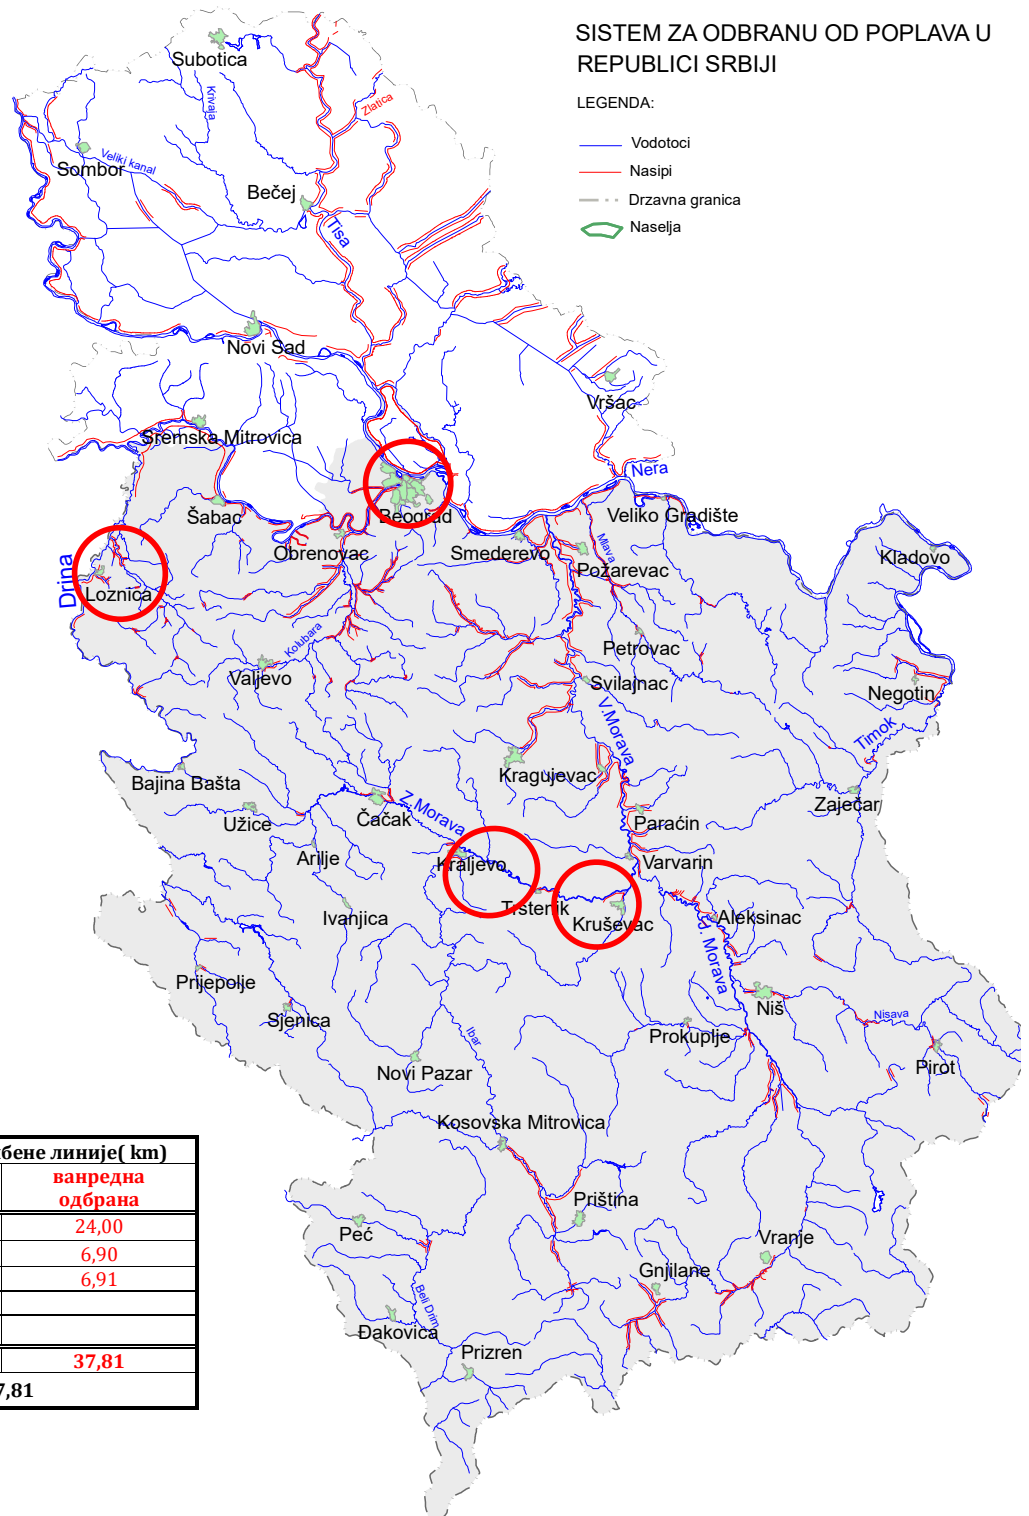 SISTEM ZA ODBRANU OD POPLAVA U
REPUBLICI SRBIJI
LEGENDA:
Vodotoci
Nasipi
Drzavna granica
Naselja
Subotica
Krivaja
Zlatica
Sombor
Veliki kanal
Bečej
Tisa
Novi Sad
Vršac
Sremska Mitrovica
Nera
Beograd
Šabac
Veliko Gradište
Obrenovac
Smederevo
Mlava
Požarevac
Kladovo
Drina
Loznica
Kolubara
Petrovac
Valjevo
Svilajnac
Negotin
V.Morava
Timok
Bajina Bašta
Kragujevac
Zaječar
Užice
Čačak
Z.Morava
Paraćin
Arilje
Kraljevo
Varvarin
Ivanjica
Trstenik
Kruševac
Aleksinac
J. Morava
Prijepolje
Sjenica
Niš
Nisava
Ibar
Prokuplje
Pirot
Novi Pazar
Kosovska Mitrovica
бене линије( km)
ванредна
одбрана
24,00
6,90
6,91
37,81
7,81
Priština
Peć
Vranje
Gnjilane
Beli Drim
Đakovica
Prizren